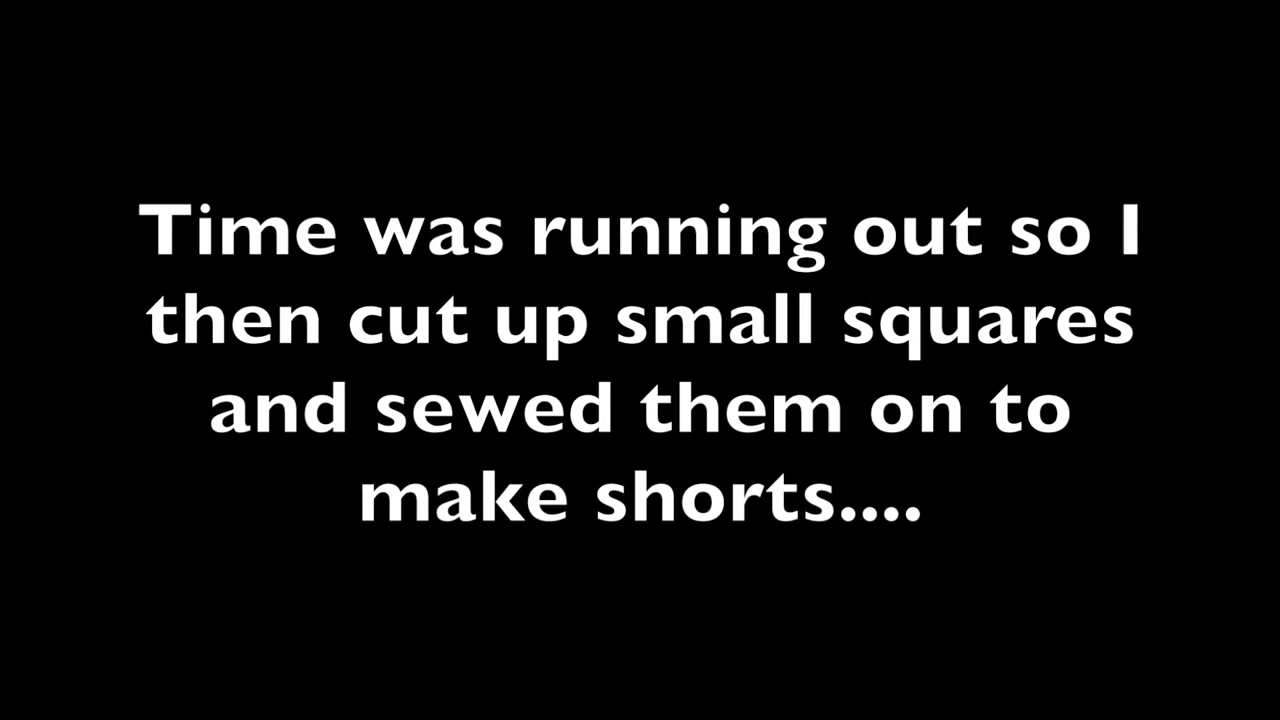 Time was running out so I
then cut up small squares
and sewed them on to
make shorts....